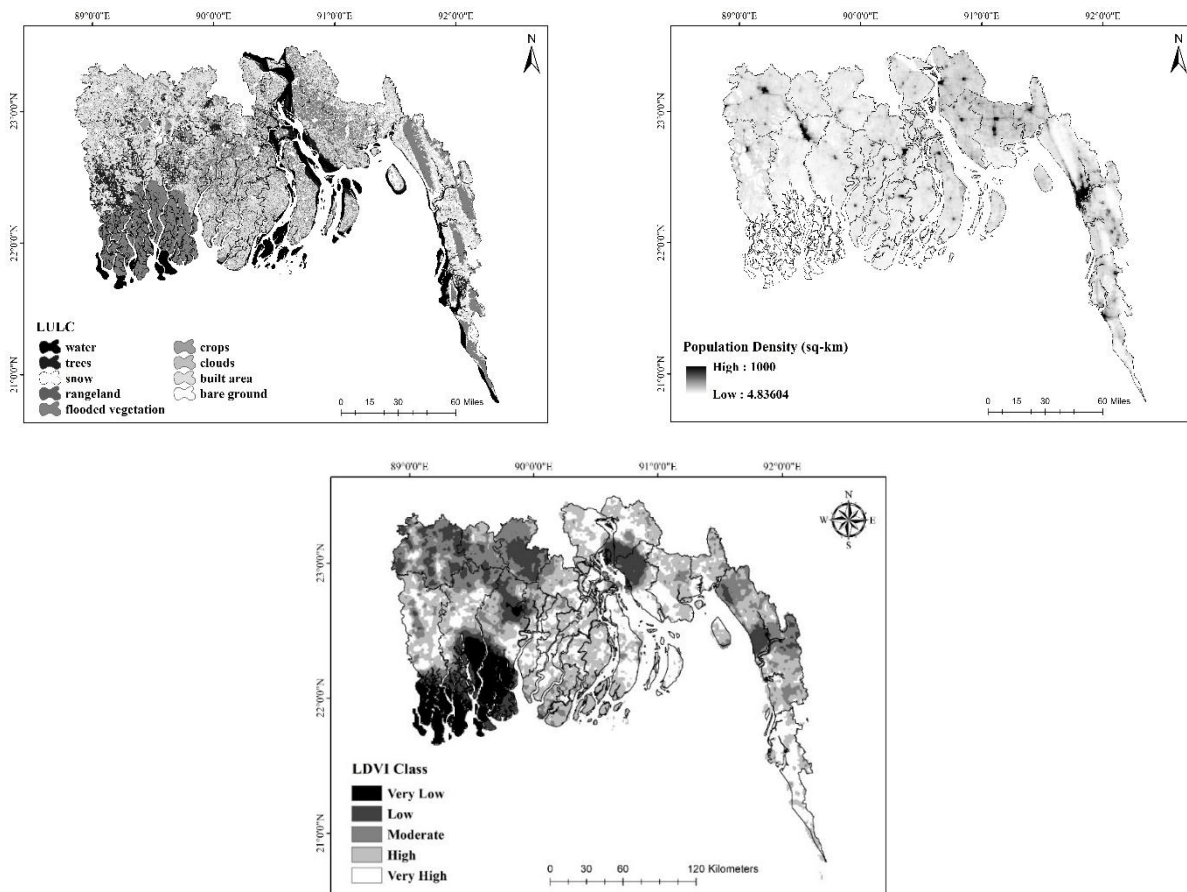 89°0'0"E 90°0'0"E 91°0'0"E 92°0'0"E
N
23°0'0"N
22°0'0"N
21°0'0"N
LULC
water
trees
snow
rangeland
flooded vegetation
crops
clouds
built area
bare ground
0 15 30 60 Miles
89°0'0"E 90°0'0"E 91°0'0"E 92°0'0"E
N
23°0'0"N
22°0'0"N
21°0'0"N
Population Density (sq-km)
High : 1000
Low : 4.83604
0 15 30 60 Miles
89°0'0"E 90°0'0"E 91°0'0"E 92°0'0"E
N
W E
S
23°0'0"N
22°0'0"N
21°0'0"N
LDVI Class
Very Low
Low
Moderate
High
Very High
0 30 60 120 Kilometers